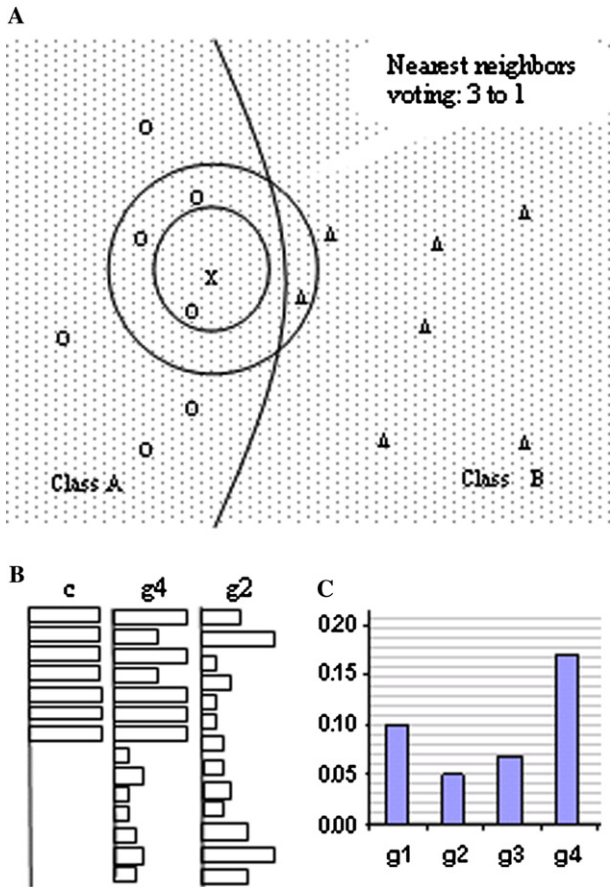 A
Nearest neighbors
voting: 3 to 1
O
O
O
X
O
O
O
O
Δ
Δ
Δ
Δ
Δ
Δ
Δ
Class A
Class B
B
c g4 g2
C
0.20
0.15
0.10
0.05
0.00
g1 g2 g3 g4